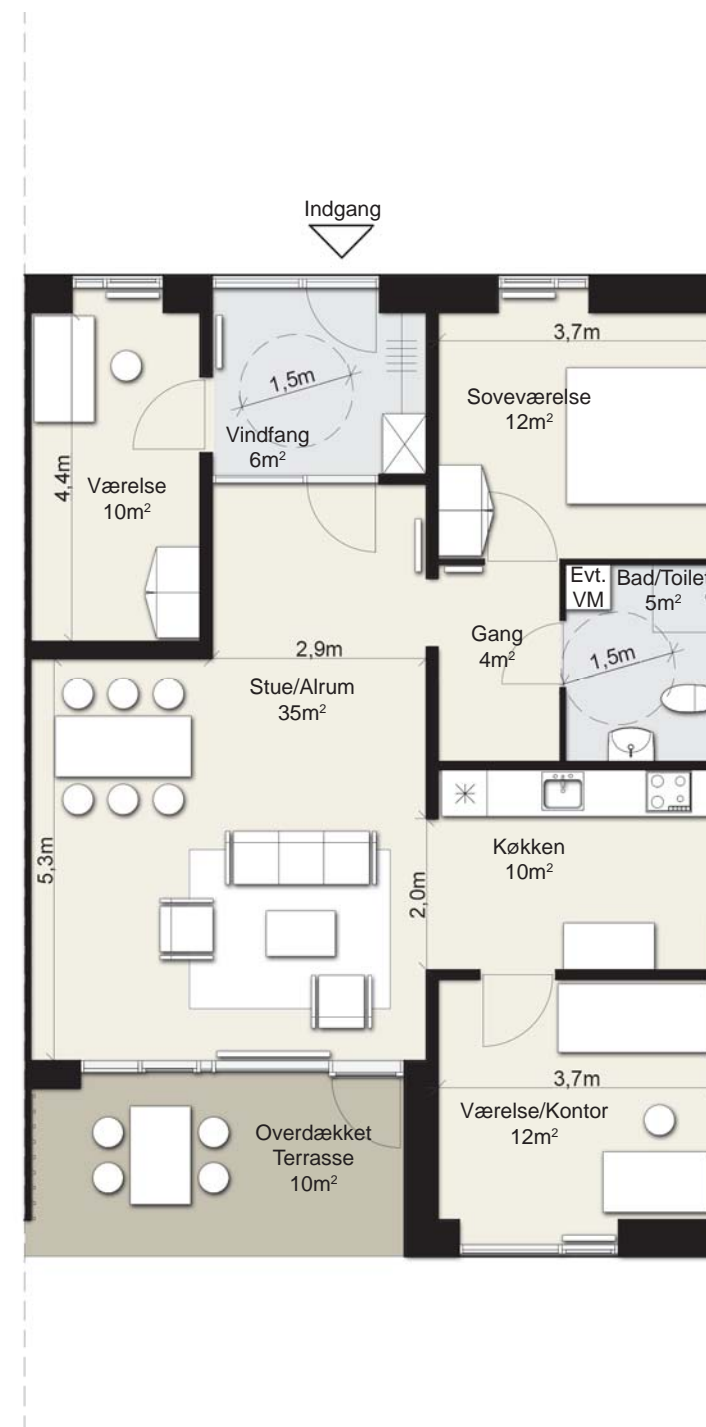 Indgang
3,7m
1,5m
Soveværelse
12m²
Vindfang
6m²
4,4m
Værelse
10m²
Evt.
VM
Bad/Toilet
5m²
Gang
4m²
1,5m
2,9m
Stue/Alrum
35m²
5,3m
2,0m
Køkken
10m²
3,7m
Værelse/Kontor
12m²
Overdækket
Terrasse
10m²